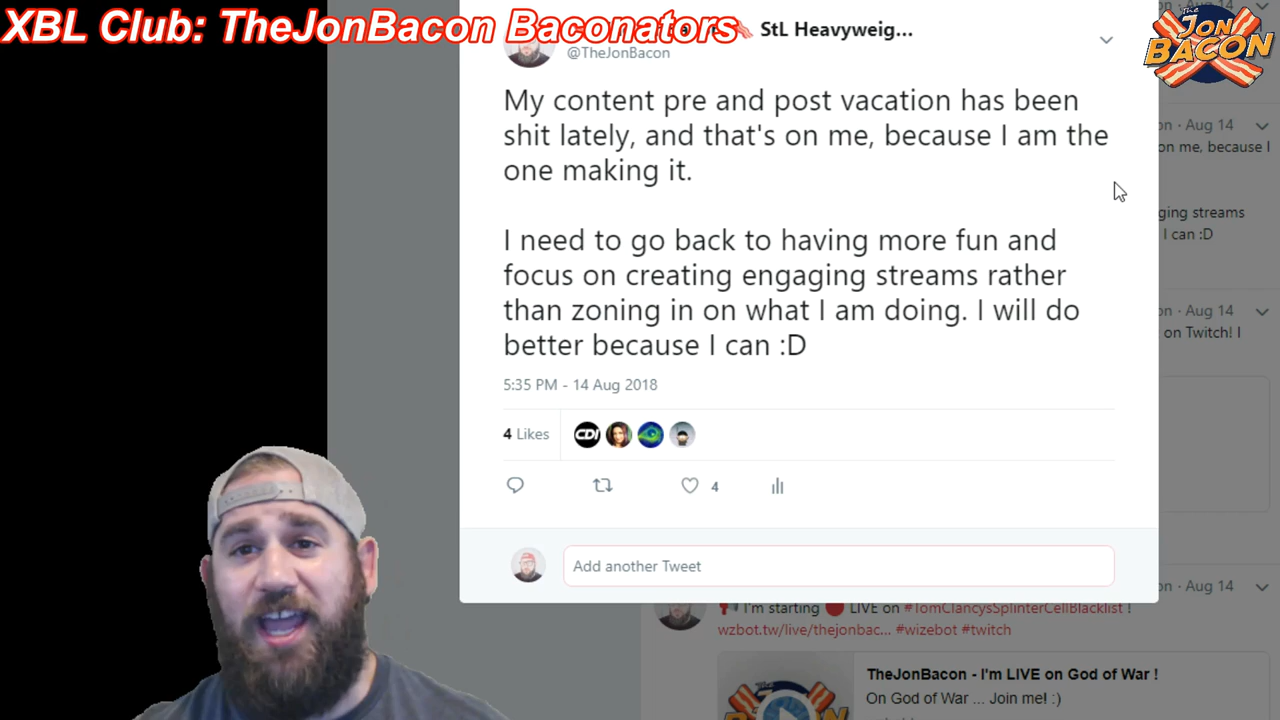 XBL Club: TheJonBacon Baconators
StL Heavyweig...
@TheJonBacon
The
JON
BACON
My content pre and post vacation has been
shit lately, and that's on me, because I am the
one making it.
I need to go back to having more fun and
focus on creating engaging streams rather
than zoning in on what I am doing. I will do
better because I can :D
5:35 PM - 14 Aug 2018
4 Likes
CDI
4
Add another Tweet
on · Aug 14
on me, because I
ging streams
I can :D
on · Aug 14
on Twitch! I
on · Aug 14
I'm starting LIVE on #TomClancysSplinterCellBlacklist !
wzbot.tw/live/thejonbac... #wizebot #twitch
TheJonBacon - I'm LIVE on God of War !
On God of War ... Join me! :)